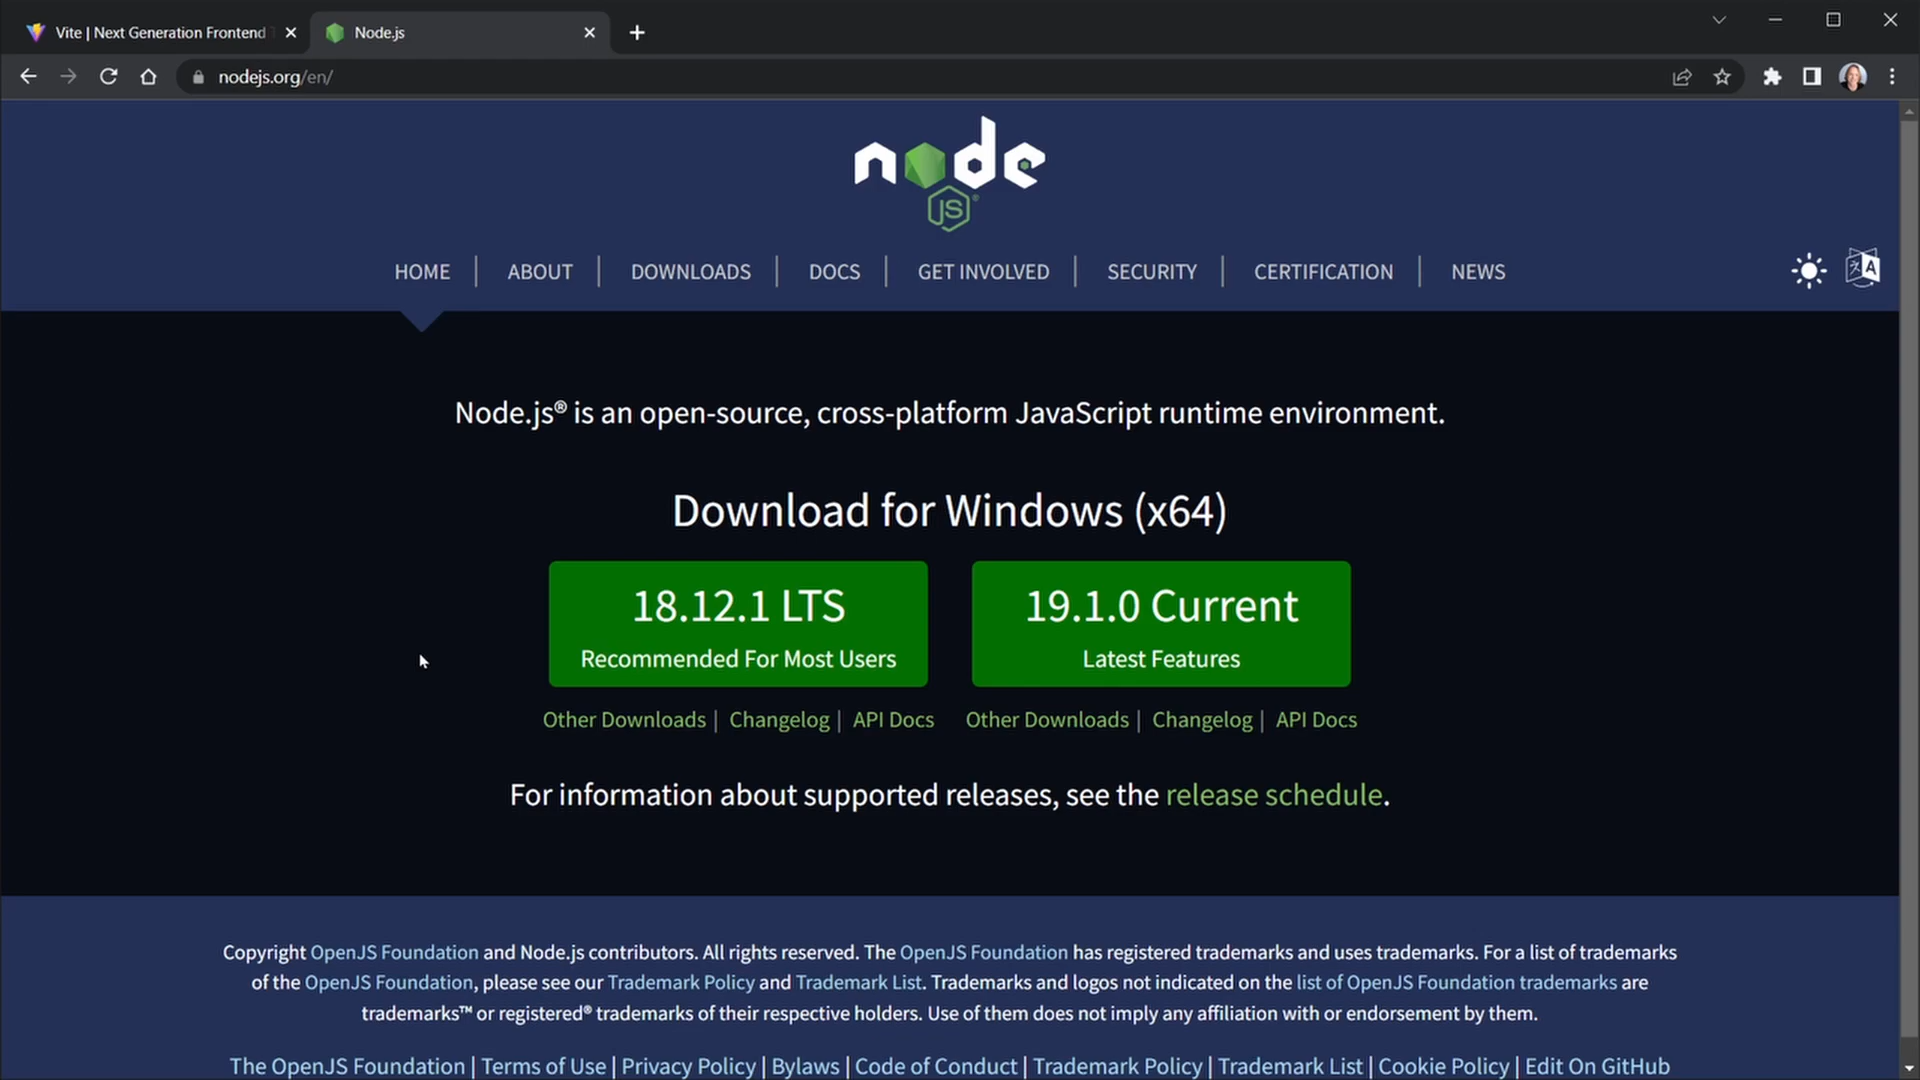 Vite | Next Generation Frontend
Node.js
nodejs.org/en/
node
JS
HOME | ABOUT | DOWNLOADS | DOCS | GET INVOLVED | SECURITY | CERTIFICATION | NEWS
Node.js® is an open-source, cross-platform JavaScript runtime environment.
Download for Windows (x64)
18.12.1 LTS
Recommended For Most Users
19.1.0 Current
Latest Features
Other Downloads | Changelog | API Docs
Other Downloads | Changelog | API Docs
For information about supported releases, see the release schedule.
Copyright OpenJS Foundation and Node.js contributors. All rights reserved. The OpenJS Foundation has registered trademarks and uses trademarks. For a list of trademarks
of the OpenJS Foundation, please see our Trademark Policy and Trademark List. Trademarks and logos not indicated on the list of OpenJS Foundation trademarks are
trademarks™ or registered® trademarks of their respective holders. Use of them does not imply any affiliation with or endorsement by them.
The OpenJS Foundation | Terms of Use | Privacy Policy | Bylaws | Code of Conduct | Trademark Policy | Trademark List | Cookie Policy | Edit On GitHub